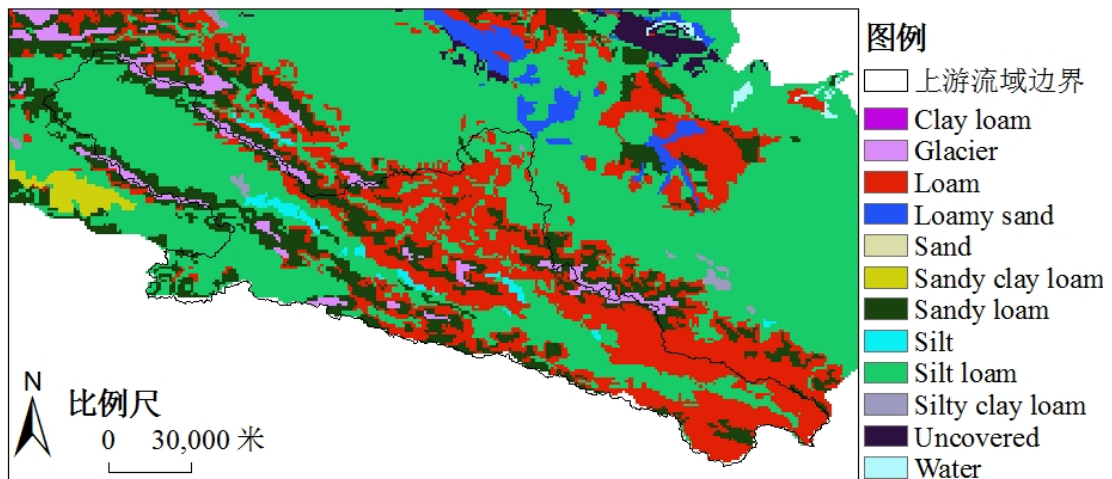 图例
上游流域边界
Clay loam
Glacier
Loam
Loamy sand
Sand
Sandy clay loam
Sandy loam
Silt
Silt loam
Silty clay loam
Uncovered
Water
N
比例尺
0 30,000 米